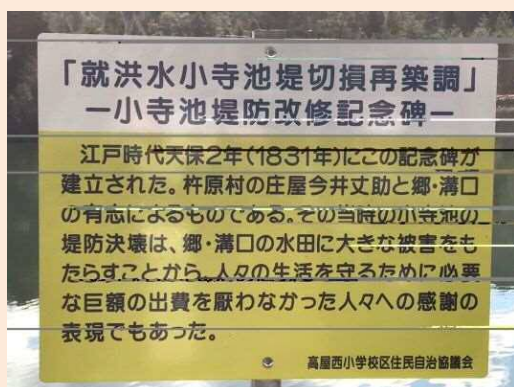 「就洪水小寺池堤切損再築調」
ー小寺池堤防改修記念碑ー
江戸時代天保2年(1831年)にこの記念碑が
建立された。杵原村の庄屋今井丈助と郷・溝口
の有志によるものである。その当時の小寺池の
堤防決壊は、郷・溝口の水田に大きな被害をも
たらすことから、人々の生活を守るために必要
な巨額の出費を厭わなかった人々への感謝の
表現でもあった。
高屋西小学校区住民自治協議会